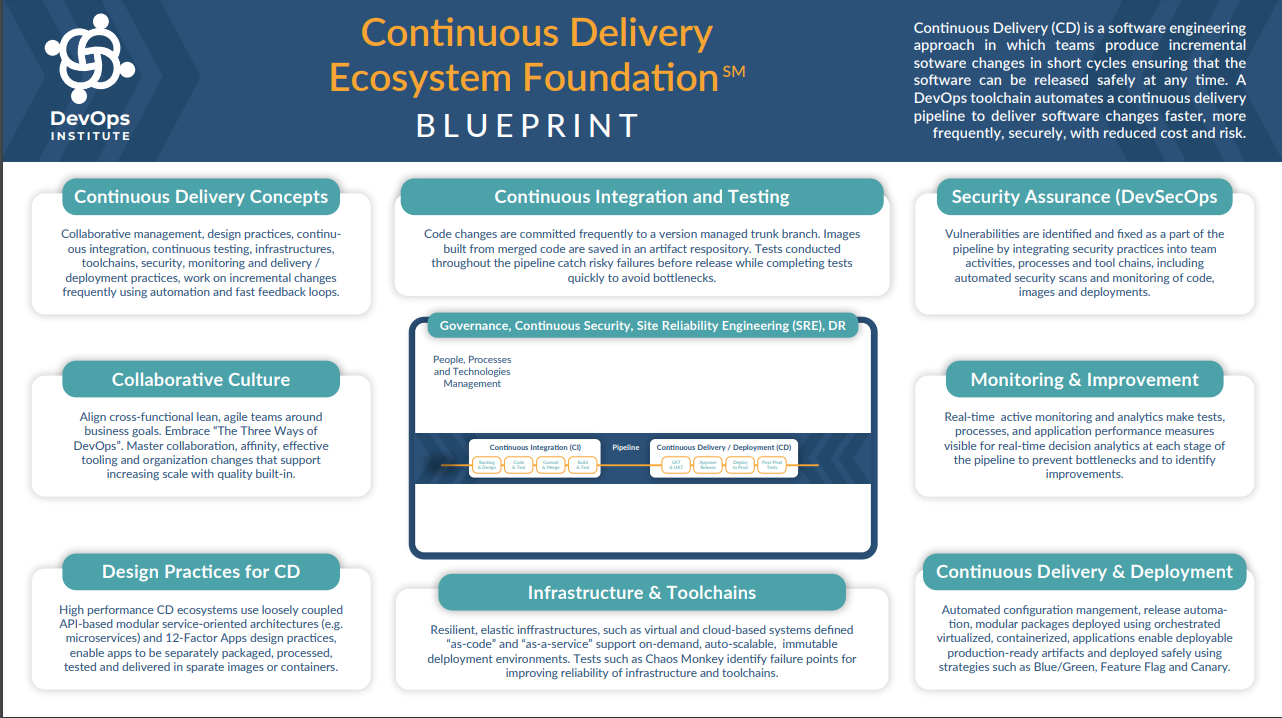 DevOps
INSTITUTE
Continuous Delivery
Ecosystem Foundation℠
BLUEPRINT
Continuous Delivery (CD) is a software engineering
approach in which teams produce incremental
sotware changes in short cycles ensuring that the
software can be released safely at any time. A
DevOps toolchain automates a continuous delivery
pipeline to deliver software changes faster, more
frequently, securely, with reduced cost and risk.
Continuous Delivery Concepts
Collaborative management, design practices, continu-
ous integration, continuous testing, infrastructures,
toolchains, security, monitoring and delivery /
deployment practices, work on incremental changes
frequently using automation and fast feedback loops.
Continuous Integration and Testing
Code changes are committed frequently to a version managed trunk branch. Images
built from merged code are saved in an artifact respository. Tests conducted
throughout the pipeline catch risky failures before release while completing tests
quickly to avoid bottlenecks.
Security Assurance (DevSecOps
Vulnerabilities are identified and fixed as a part of the
pipeline by integrating security practices into team
activities, processes and tool chains, including
automated security scans and monitoring of code,
images and deployments.
Collaborative Culture
Align cross-functional lean, agile teams around
business goals. Embrace “The Three Ways of
DevOps”. Master collaboration, affinity, effective
tooling and organization changes that support
increasing scale with quality built-in.
Governance, Continuous Security, Site Reliability Engineering (SRE), DR
People, Processes
and Technologies
Management
Continuous Integration (CI)
Backlog
& Design
Code
& Test
Commit
& Merge
Build
& Test
Pipeline
Continuous Delivery / Deployment (CD)
SAT
& UAT
Approve
Release
Deploy
to Prod
Post-Prod
Tests
Monitoring & Improvement
Real-time active monitoring and analytics make tests,
processes, and application performance measures
visible for real-time decision analytics at each stage of
the pipeline to prevent bottlenecks and to identify
improvements.
Design Practices for CD
High performance CD ecosystems use loosely coupled
API-based modular service-oriented architectures (e.g.
microservices) and 12-Factor Apps design practices,
enable apps to be separately packaged, processed,
tested and delivered in sparate images or containers.
Infrastructure & Toolchains
Resilient, elastic inffrastructures, such as virtual and cloud-based systems defined
“as-code” and “as-a-service” support on-demand, auto-scalable, immutable
delployment environments. Tests such as Chaos Monkey identify failure points for
improving reliability of infrastructure and toolchains.
Continuous Delivery & Deployment
Automated configuration mangement, release automa-
tion, modular packages deployed using orchestrated
virtualized, containerized, applications enable deployable
production-ready artifacts and deployed safely using
strategies such as Blue/Green, Feature Flag and Canary.